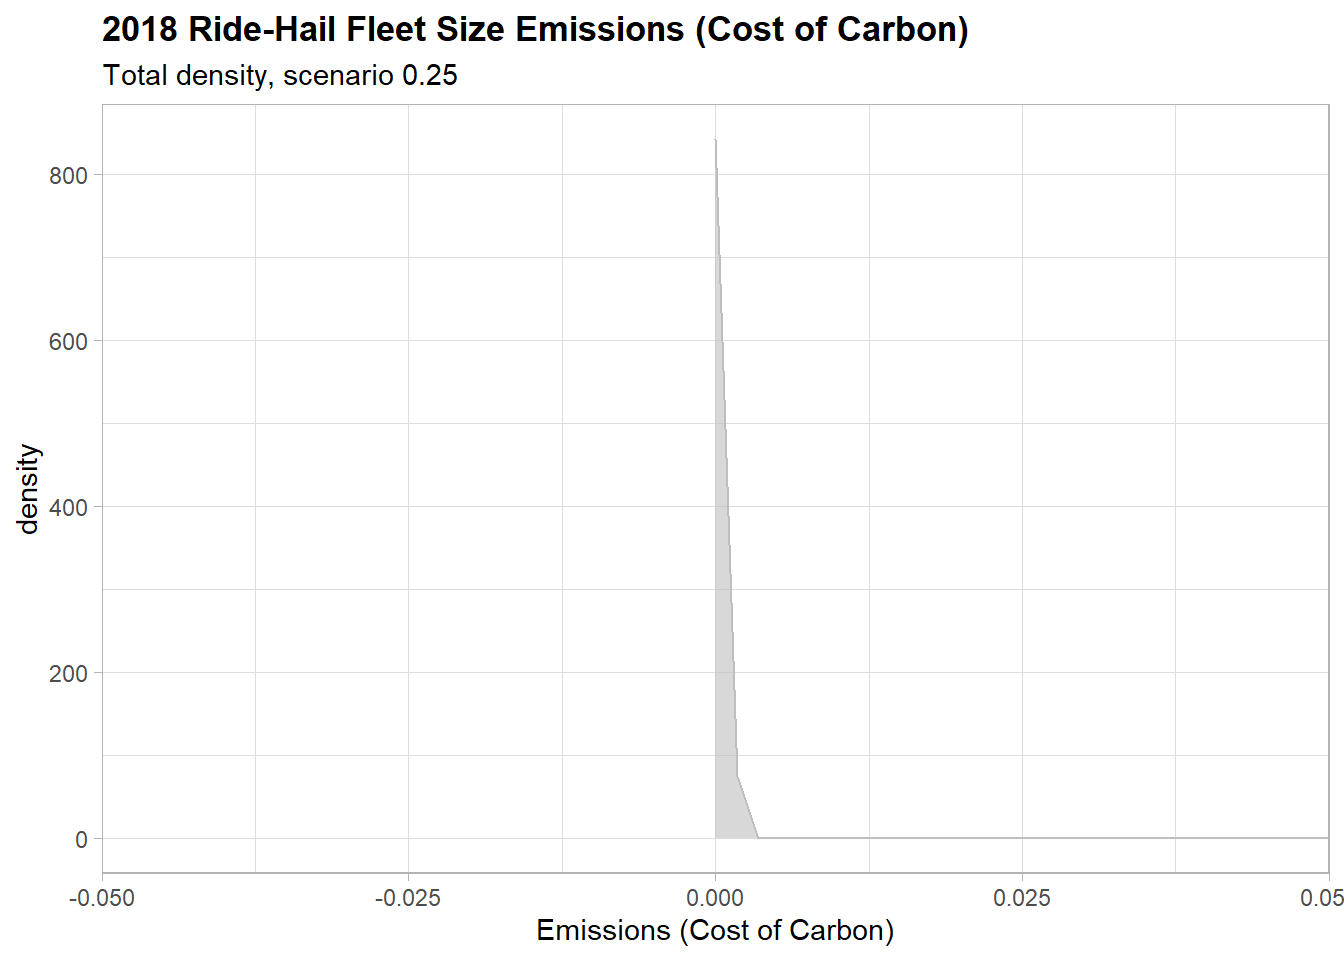 2018 Ride-Hail Fleet Size Emissions (Cost of Carbon)
Total density, scenario 0.25
density
800
600
400
200
0
-0.050
-0.025
0.000
0.025
0.05
Emissions (Cost of Carbon)